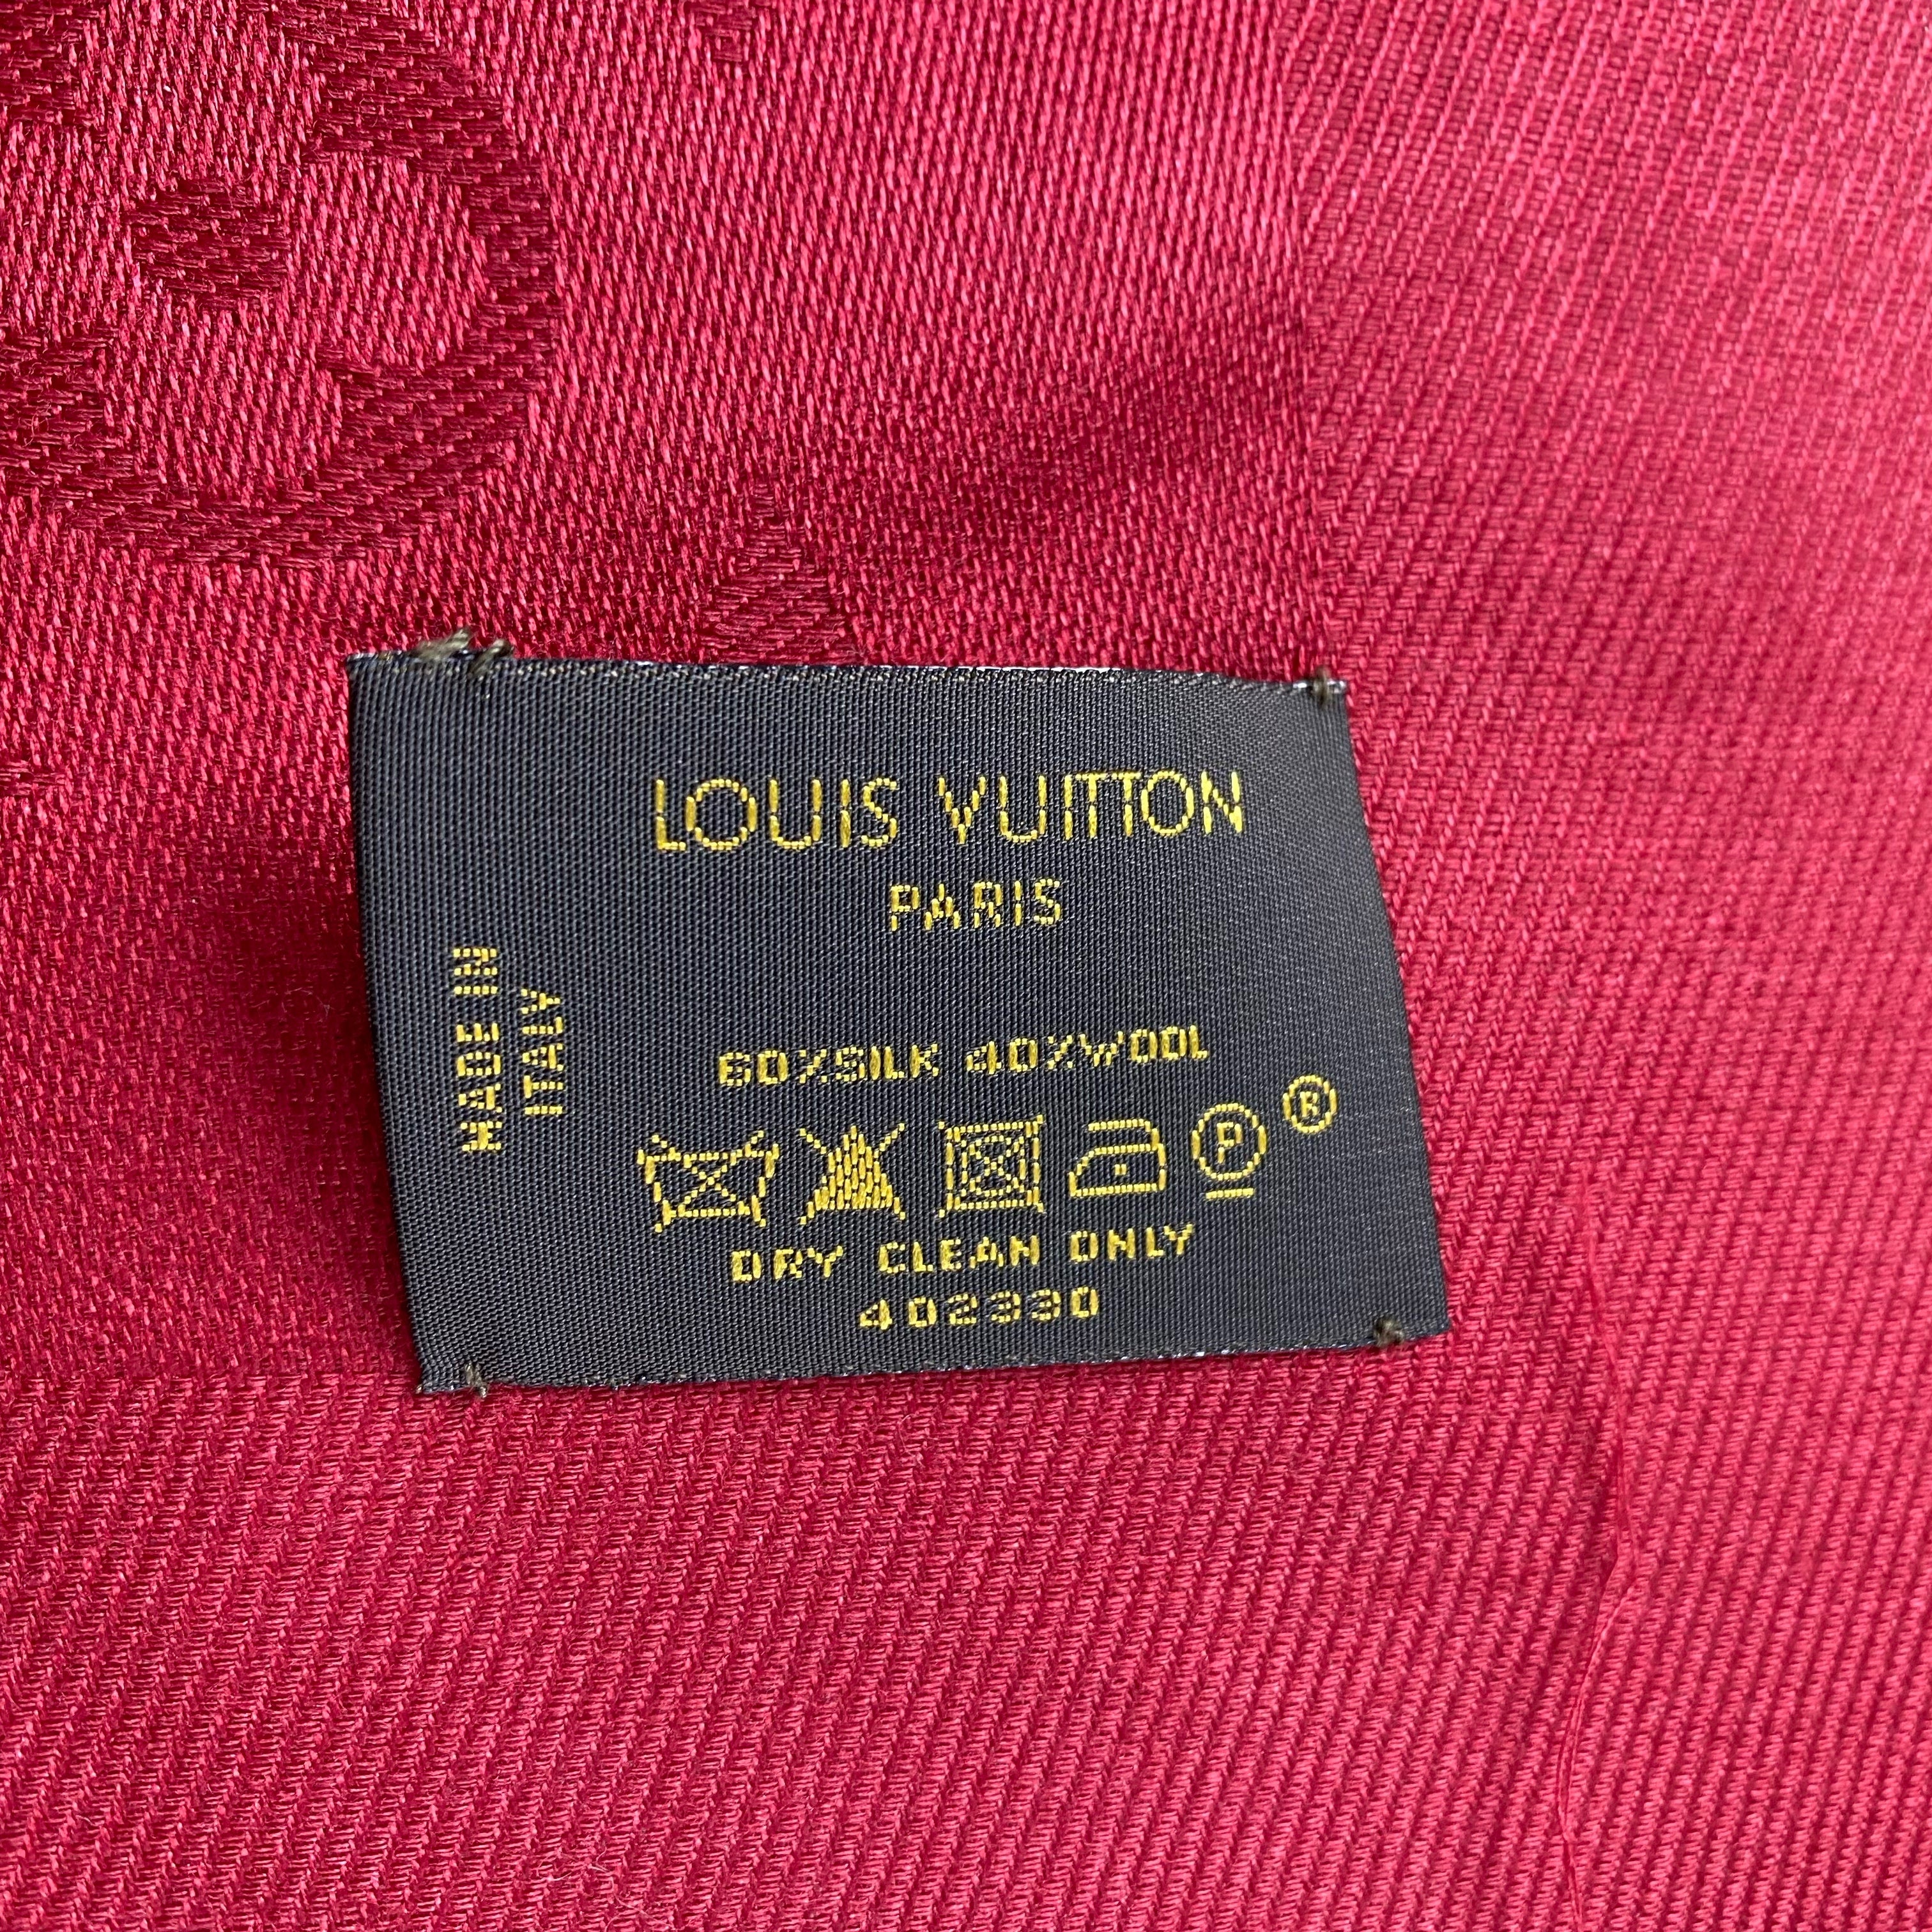 LOUIS VUITTON
PARIS
MADE IN
ITALY
60%SILK 40%WOOL
P ®
DRY CLEAN ONLY
402330